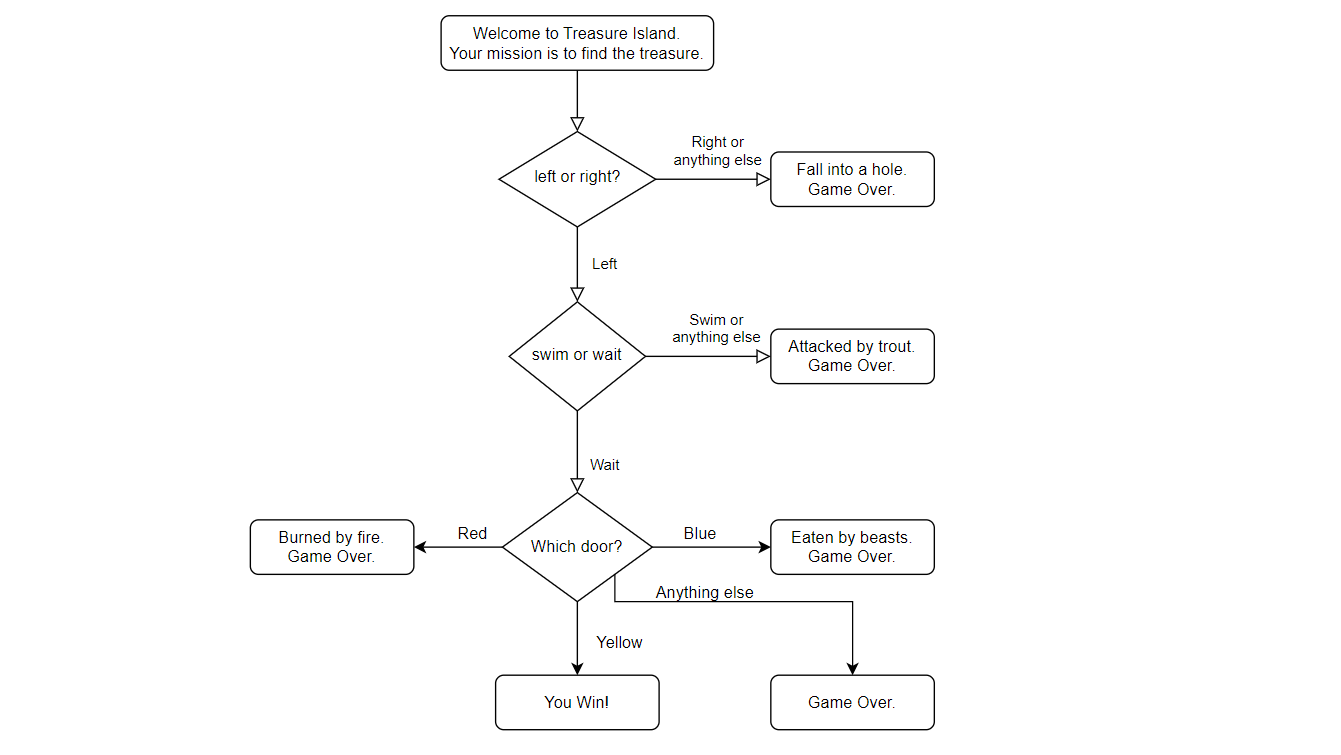 Welcome to Treasure Island.
Your mission is to find the treasure.
left or right?
Right or
anything else
Fall into a hole.
Game Over.
Left
swim or wait
Swim or
anything else
Attacked by trout.
Game Over.
Wait
Which door?
Red
Burned by fire.
Game Over.
Blue
Eaten by beasts.
Game Over.
Anything else
Yellow
You Win!
Game Over.